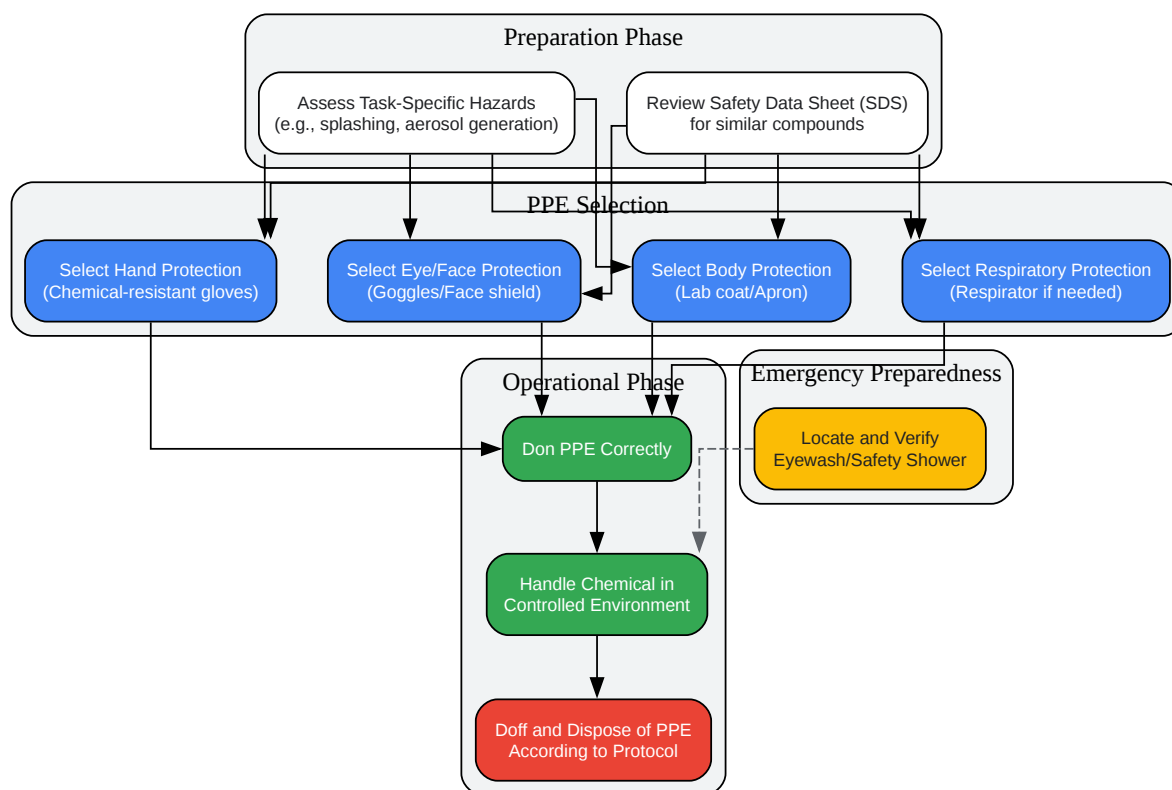 Preparation Phase
Assess Task-Specific Hazards
(e.g., splashing, aerosol generation)
Review Safety Data Sheet (SDS)
for similar compounds
PPE Selection
Select Hand Protection
(Chemical-resistant gloves)
Select Eye/Face Protection
(Goggles/Face shield)
Select Body Protection
(Lab coat/Apron)
Select Respiratory Protection
(Respirator if needed)
Operational Phase
Don PPE Correctly
Handle Chemical in
Controlled Environment
Doff and Dispose of PPE
According to Protocol
Emergency Preparedness
Locate and Verify
Eyewash/Safety Shower